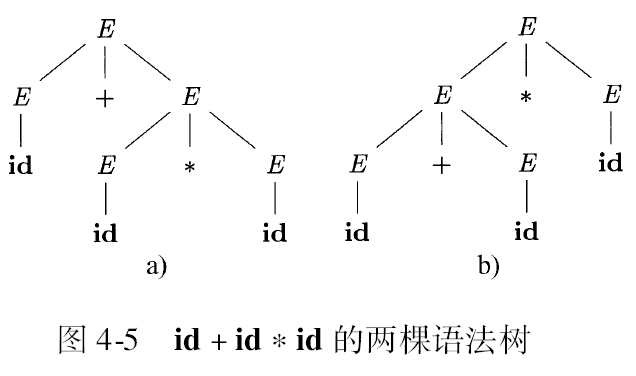 E
E
E + E
E * E
id E * E
E + E id
id id
id id
a)
b)
图 4-5 id + id * id 的两棵语法树